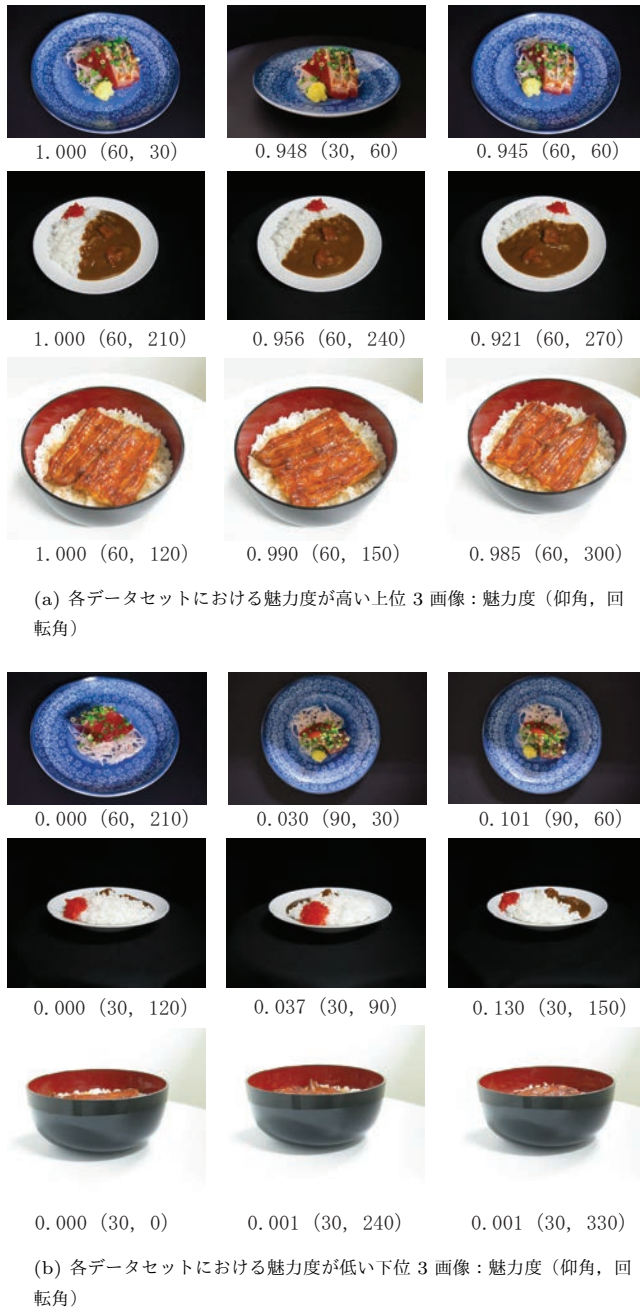 1.000 (60, 30) 0.948 (30, 60) 0.945 (60, 60)
1.000 (60, 210) 0.956 (60, 240) 0.921 (60, 270)
1.000 (60, 120) 0.990 (60, 150) 0.985 (60, 300)
(a) 各データセットにおける魅力度が高い上位 3 画像：魅力度（仰角，回
転角）
0.000 (60, 210) 0.030 (90, 30) 0.101 (90, 60)
0.000 (30, 120) 0.037 (30, 90) 0.130 (30, 150)
0.000 (30, 0) 0.001 (30, 240) 0.001 (30, 330)
(b) 各データセットにおける魅力度が低い下位 3 画像：魅力度（仰角，回
転角）